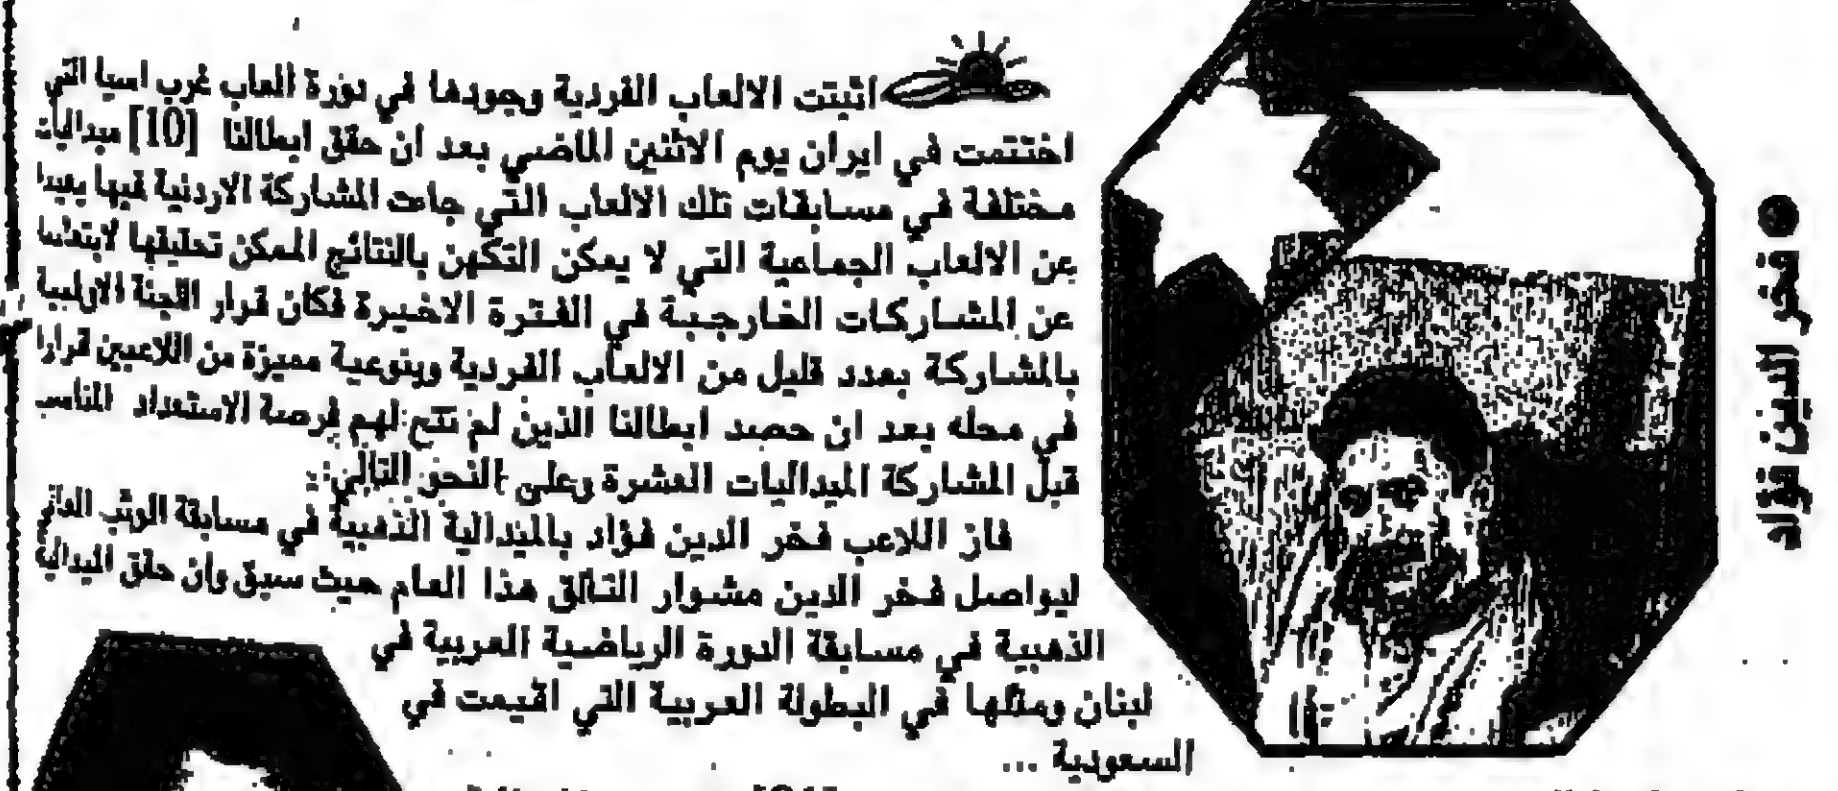 اثبتت الالعاب الفردية وجودها في دورة العاب غرب اسيا التي
اختتمت في ايران يوم الاثنين الماضي بعد ان حقق ابطالنا [10] ميداليات
مختلفة في مسابقات تلك الالعاب التي جاءت المشاركة الاردنية فيها بعيدا
عن الالعاب الجماعية التي لا يمكن التكهن بالنتائج الممكن تحقيقها لابتعادنا
عن المشاركات الخارجية في الفترة الاخيرة فكان قرار اللجنة الاولمبية
بالمشاركة بعدد قليل من الالعاب الفردية وبنوعية مميزة من اللاعبين قرارا
في محله بعد ان حصد ابطالنا الذين لم تتح لهم فرصة الاستعداد المناسب
قبل المشاركة الميداليات العشرة وعلى النحو التالي:
فاز اللاعب فخر الدين فؤاد بالميدالية الذهبية في مسابقة الوثب العالي
ليواصل فخر الدين مشوار التالق هذا العام حيث سبق وان حقق الميدالية
الذهبية في مسابقة الدورة الرياضية العربية في
لبنان ومثلها في البطولة العربية التي اقيمت في
السعودية ...
● فخر الدين فؤاد